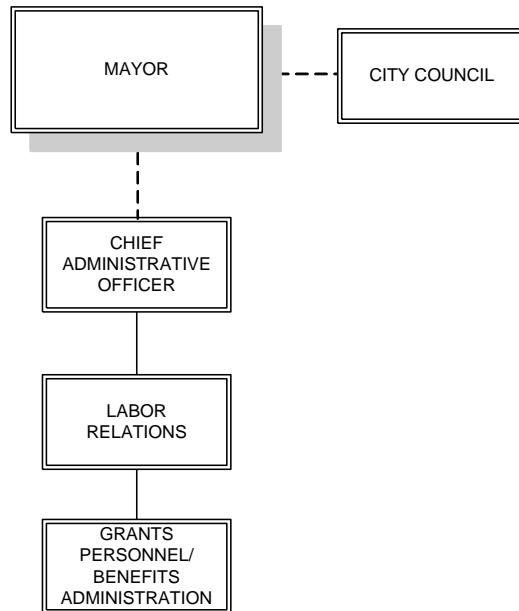 MAYOR
CITY COUNCIL
CHIEF
ADMINISTRATIVE
OFFICER
LABOR
RELATIONS
GRANTS
PERSONNEL/
BENEFITS
ADMINISTRATION